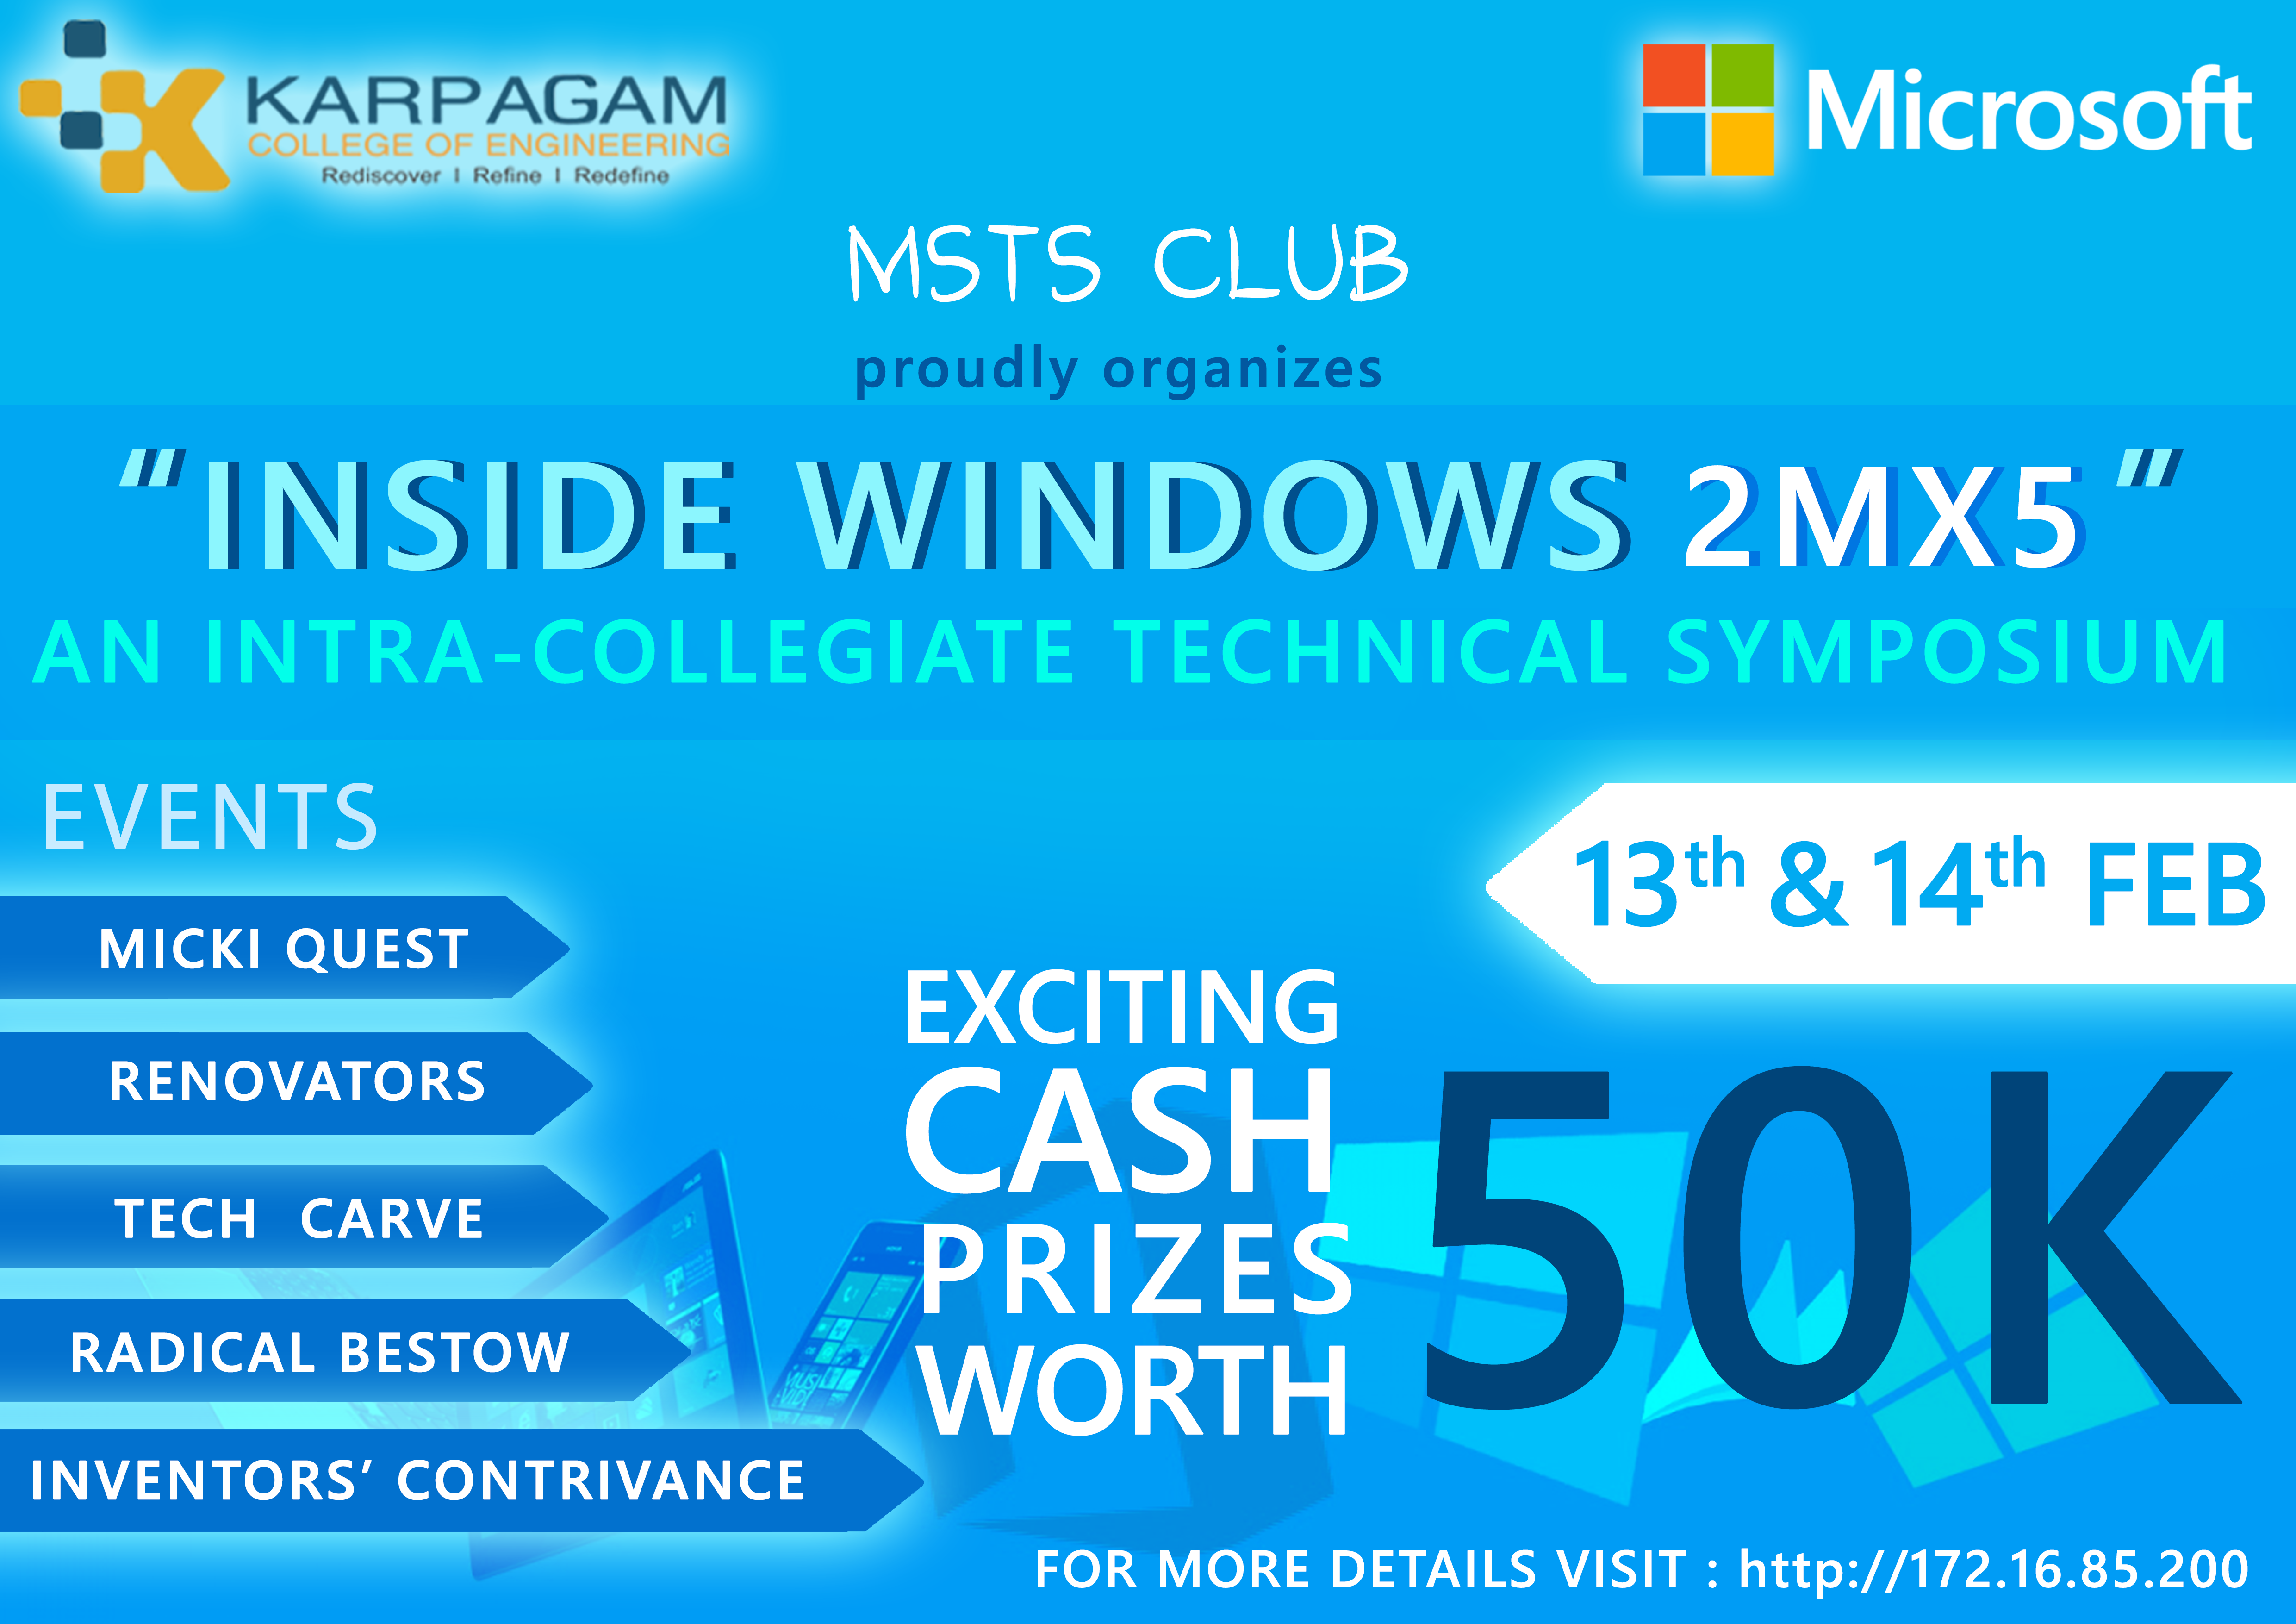 KARPAGAM
COLLEGE OF ENGINEERING
Rediscover I Refine I Redefine
Microsoft
MSTS CLUB
proudly organizes
"INSIDE WINDOWS 2MX5"
AN INTRA-COLLEGIATE TECHNICAL SYMPOSIUM
EVENTS
13th & 14th FEB
MICKI QUEST
RENOVATORS
TECH CARVE
RADICAL BESTOW
INVENTORS’ CONTRIVANCE
EXCITING
CASH
PRIZES
WORTH
50K
FOR MORE DETAILS VISIT : http://172.16.85.200